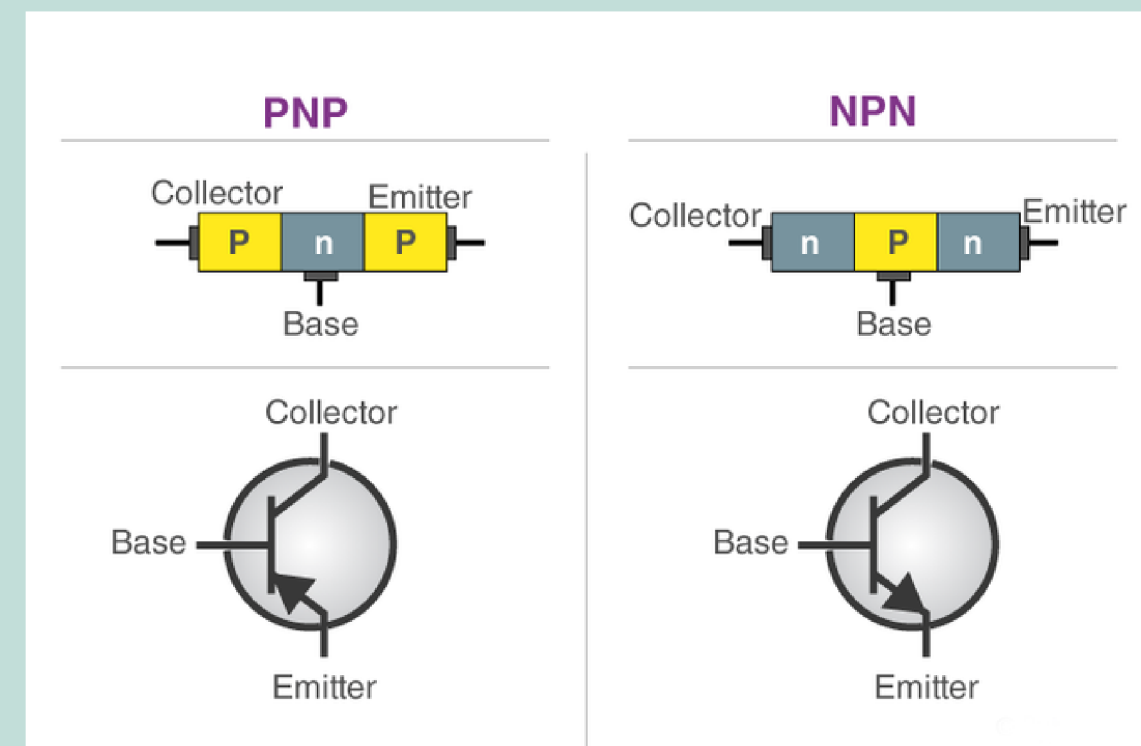 PNP
Collector Emitter
P n P
Base
Collector
Base
Emitter
NPN
Collector Emitter
n P n
Base
Collector
Base
Emitter